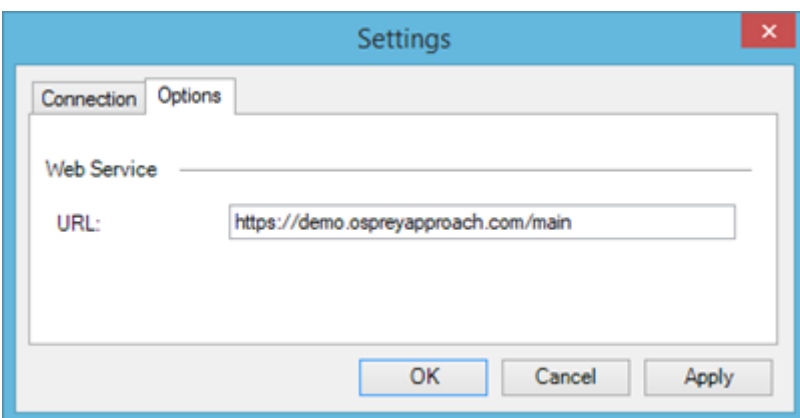 Settings
Connection Options
Web Service
URL: https://demo.ospreyapproach.com/main
OK Cancel Apply